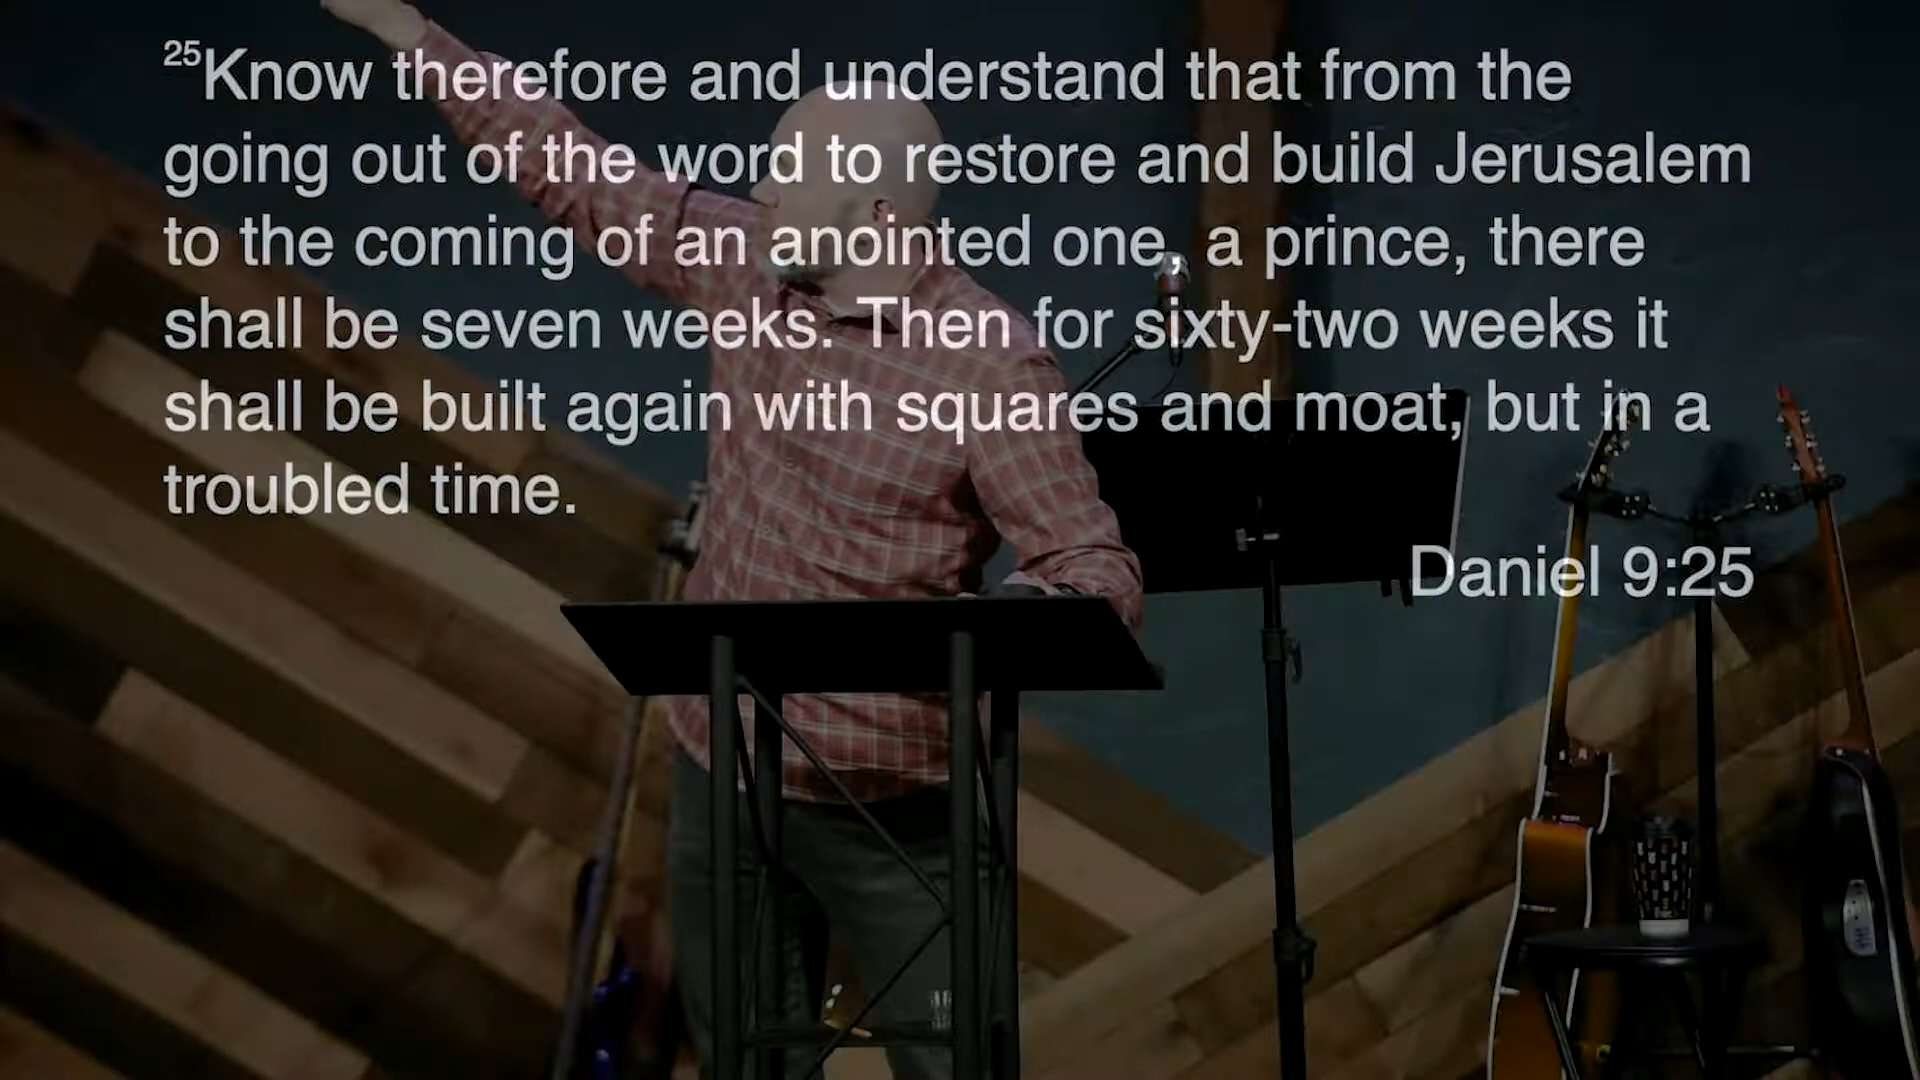 25Know therefore and understand that from the
going out of the word to restore and build Jerusalem
to the coming of an anointed one, a prince, there
shall be seven weeks. Then for sixty-two weeks it
shall be built again with squares and moat, but in a
troubled time.
Daniel 9:25